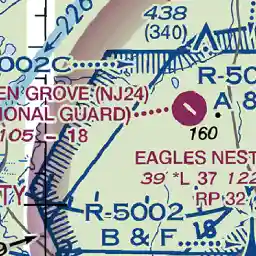 -226
438
(340)
002C
R-50
EN GROVE (NJ24)
IONAL GUARD)
A 8
105 - 18
160
EAGLES NEST
39 *L 37 122
RP 32
TY
R-5002
B & F
9